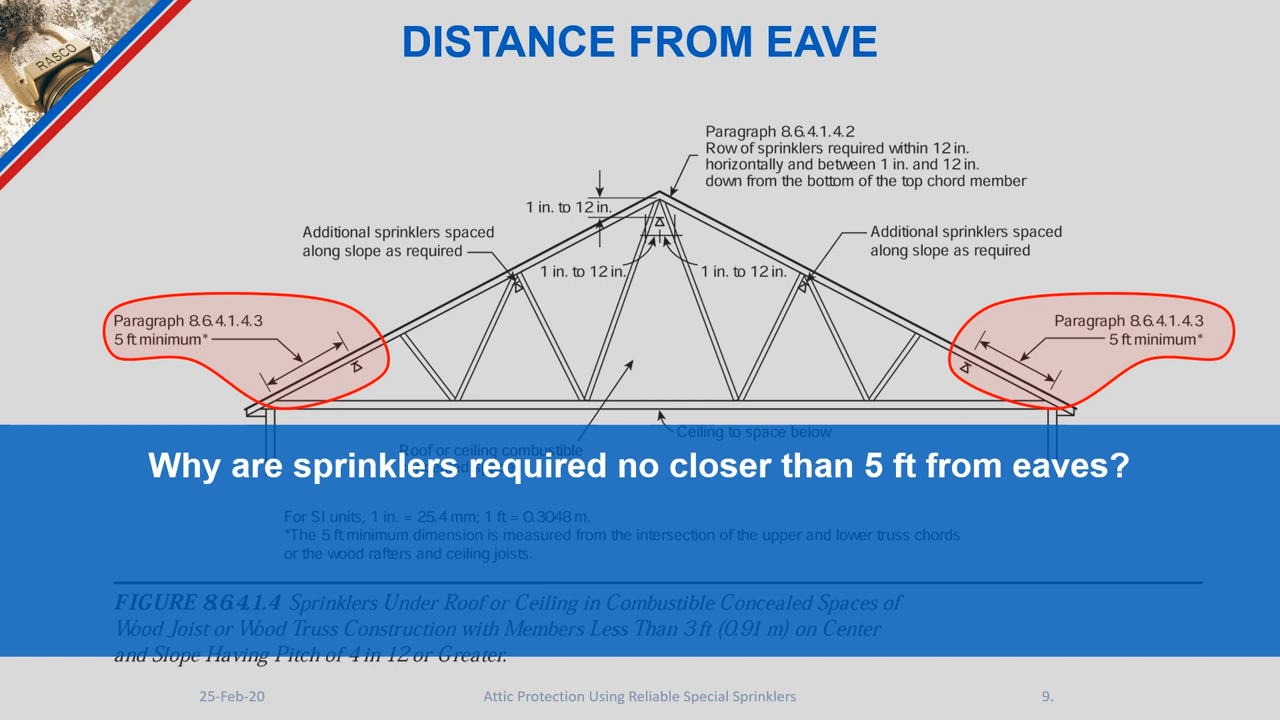 RASCO
DISTANCE FROM EAVE
Paragraph 8.6.4.1.4.2
Row of sprinklers required within 12 in.
horizontally and between 1 in. and 12 in.
down from the bottom of the top chord member
1 in. to 12 in.
Additional sprinklers spaced
along slope as required
Additional sprinklers spaced
along slope as required
1 in. to 12 in.
1 in. to 12 in.
Paragraph 8.6.4.1.4.3
5 ft minimum*
Paragraph 8.6.4.1.4.3
5 ft minimum*
Ceiling to space below
Roof or ceiling combustible
Why are sprinklers required no closer than 5 ft from eaves?
For SI units, 1 in. = 25.4 mm; 1 ft = 0.3048 m.
*The 5 ft minimum dimension is measured from the intersection of the upper and lower truss chords
or the wood rafters and ceiling joists.
FIGURE 8.6.4.1.4 Sprinklers Under Roof or Ceiling in Combustible Concealed Spaces of
Wood Joist or Wood Truss Construction with Members Less Than 3 ft (0.91 m) on Center
and Slope Having Pitch of 4 in 12 or Greater.
25-Feb-20
Attic Protection Using Reliable Special Sprinklers
9.